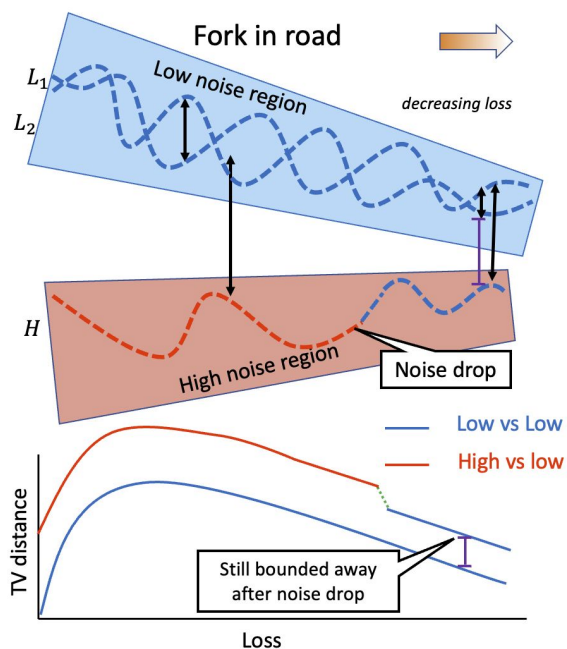 Fork in road
L₁
Low noise region
decreasing loss
L₂
H
High noise region
Noise drop
Low vs Low
High vs low
TV distance
Still bounded away
after noise drop
Loss